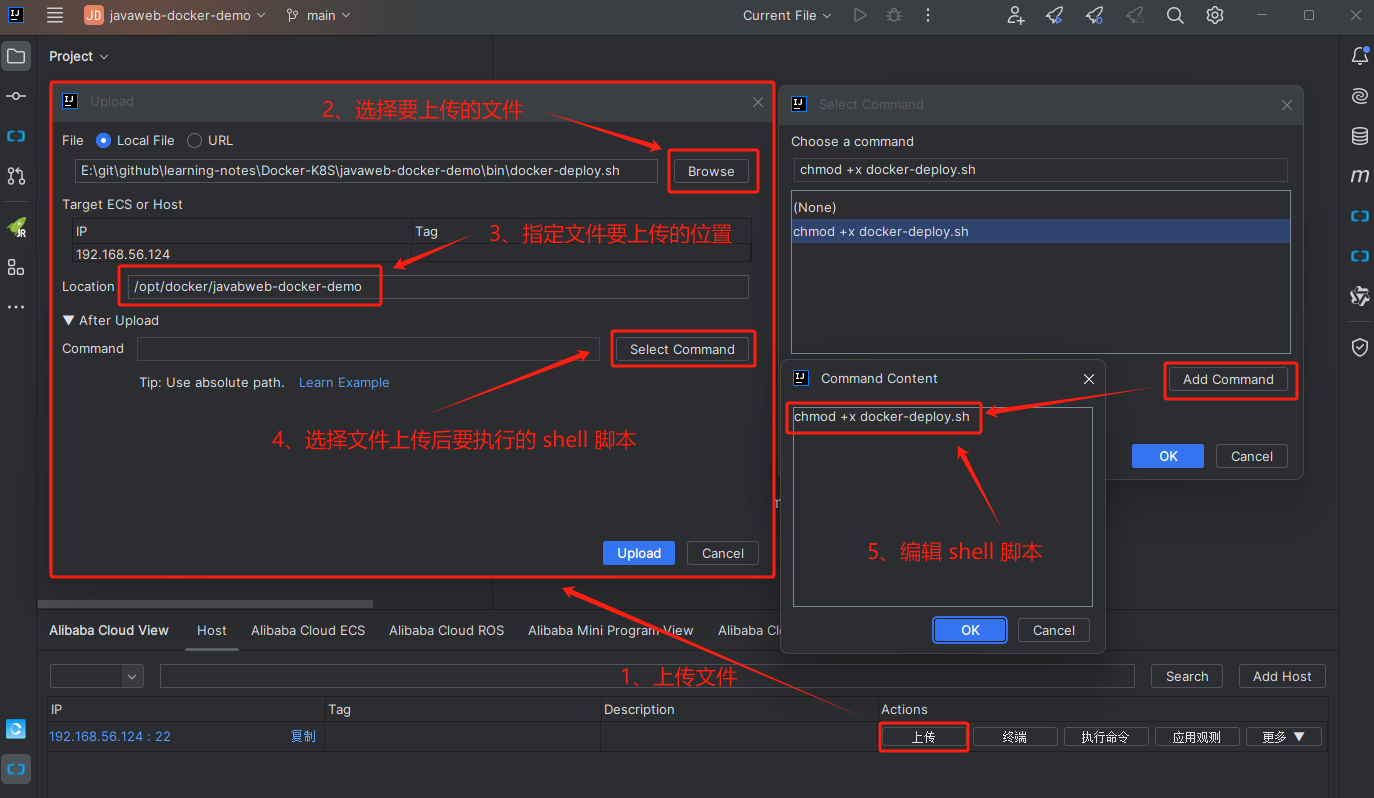 JD javaweb-docker-demo
main
Current File
Project
Upload
2、选择要上传的文件
File
Local File
URL
E:\git\github\learning-notes\Docker-K8S\javaweb-docker-demo\bin\docker-deploy.sh
Browse
Target ECS or Host
IP
Tag
3、指定文件要上传的位置
192.168.56.124
Location
/opt/docker/javabweb-docker-demo
After Upload
Command
Select Command
Tip: Use absolute path. Learn Example
4、选择文件上传后要执行的 shell 脚本
Upload
Cancel
Select Command
Choose a command
chmod +x docker-deploy.sh
(None)
chmod +x docker-deploy.sh
Add Command
OK
Cancel
Command Content
chmod +x docker-deploy.sh
5、编辑 shell 脚本
OK
Cancel
Alibaba Cloud View
Host
Alibaba Cloud ECS
Alibaba Cloud ROS
Alibaba Mini Program View
1、上传文件
Search
Add Host
IP
Tag
Description
Actions
192.168.56.124 : 22
复制
上传
终端
执行命令
应用观测
更多